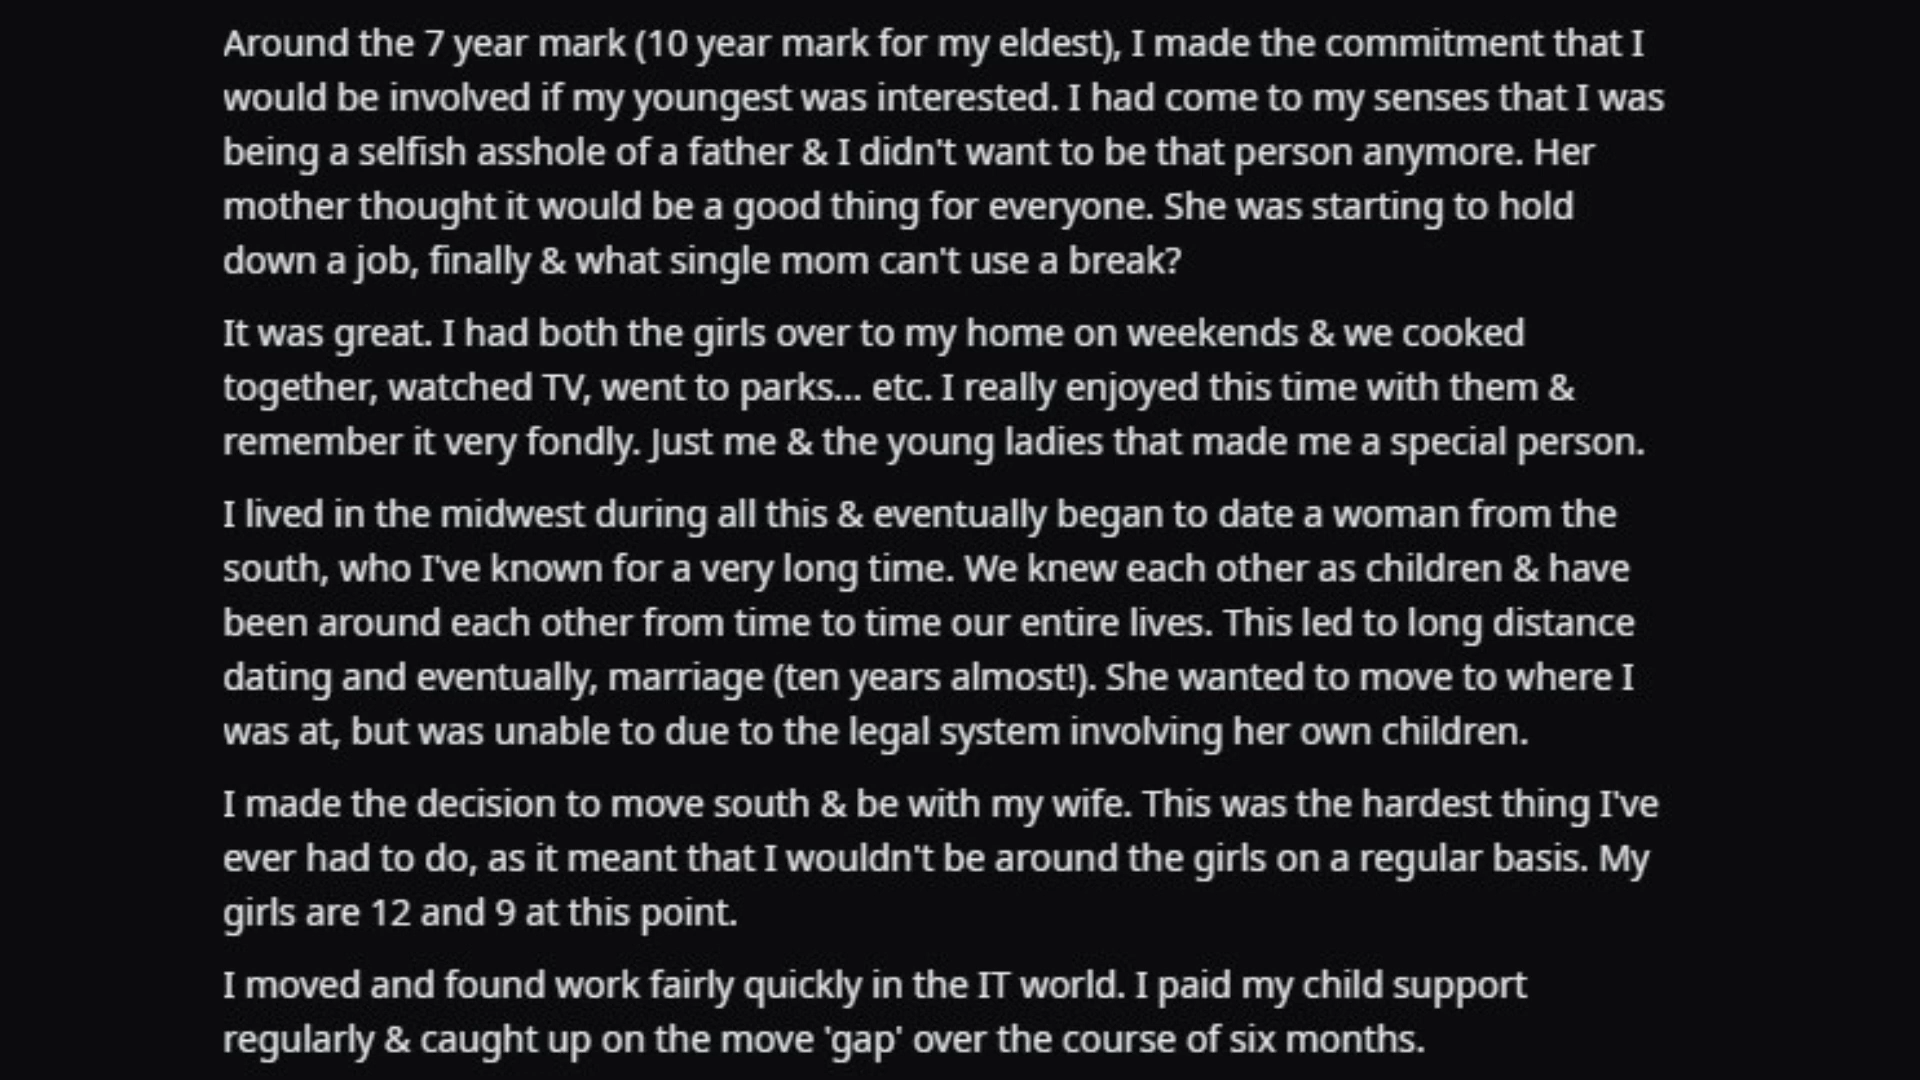 Around the 7 year mark (10 year mark for my eldest), I made the commitment that I
would be involved if my youngest was interested. I had come to my senses that I was
being a selfish asshole of a father & I didn't want to be that person anymore. Her
mother thought it would be a good thing for everyone. She was starting to hold
down a job, finally & what single mom can't use a break?
It was great. I had both the girls over to my home on weekends & we cooked
together, watched TV, went to parks... etc. I really enjoyed this time with them &
remember it very fondly. Just me & the young ladies that made me a special person.
I lived in the midwest during all this & eventually began to date a woman from the
south, who I've known for a very long time. We knew each other as children & have
been around each other from time to time our entire lives. This led to long distance
dating and eventually, marriage (ten years almost!). She wanted to move to where I
was at, but was unable to due to the legal system involving her own children.
I made the decision to move south & be with my wife. This was the hardest thing I've
ever had to do, as it meant that I wouldn't be around the girls on a regular basis. My
girls are 12 and 9 at this point.
I moved and found work fairly quickly in the IT world. I paid my child support
regularly & caught up on the move 'gap' over the course of six months.